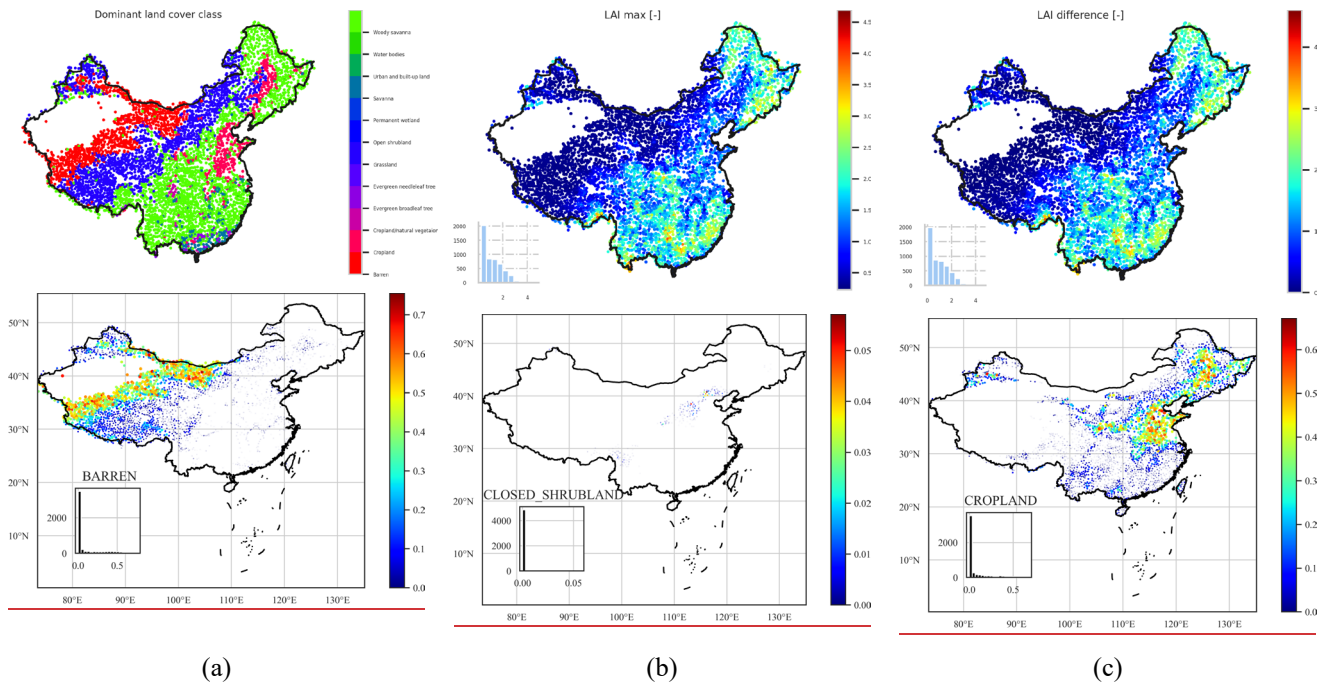 Dominant land cover class
Woody savanna
Water bodies
Urban and built-up land
Savanna
Permanent wetland
Open shrubland
Grassland
Evergreen needleleaf tree
Evergreen broadleaf tree
Cropland/natural vegetaion
Cropland
Barren
LAI max [-]
4.5
4.0
3.5
3.0
2.5
2.0
1.5
1.0
0.5
2000
1500
1000
500
0
2 4
LAI difference [-]
4
3
2
1
0
2000
1500
1000
500
0
0 2 4
50°N
40°N
30°N
20°N
10°N
80°E 90°E 100°E 110°E 120°E 130°E
BARREN
2000
0
0.0 0.5
0.7
0.6
0.5
0.4
0.3
0.2
0.1
0.0
50°N
40°N
30°N
20°N
10°N
80°E 90°E 100°E 110°E 120°E 130°E
CLOSED_SHRUBLAND
4000
2000
0
0.00 0.05
0.05
0.04
0.03
0.02
0.01
0.00
50°N
40°N
30°N
20°N
10°N
80°E 90°E 100°E 110°E 120°E 130°E
CROPLAND
2000
0
0.0 0.5
0.6
0.5
0.4
0.3
0.2
0.1
0.0
(a) (b) (c)